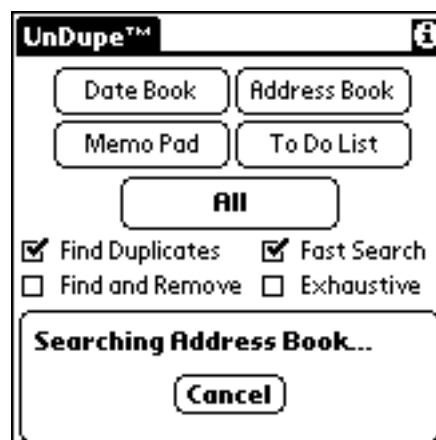 UnDupe™ i
Date Book Address Book
Memo Pad To Do List
All
Find Duplicates Fast Search
Find and Remove Exhaustive
Searching Address Book...
Cancel